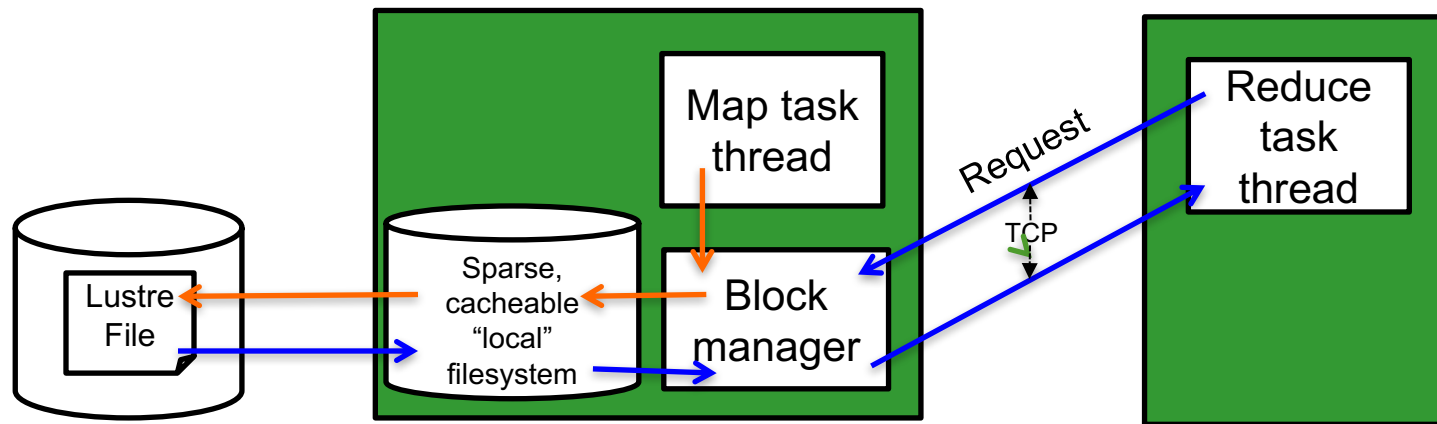 Map task
thread
Reduce
task
thread
Request
TCP
Lustre
File
Sparse,
cacheable
“local”
filesystem
Block
manager